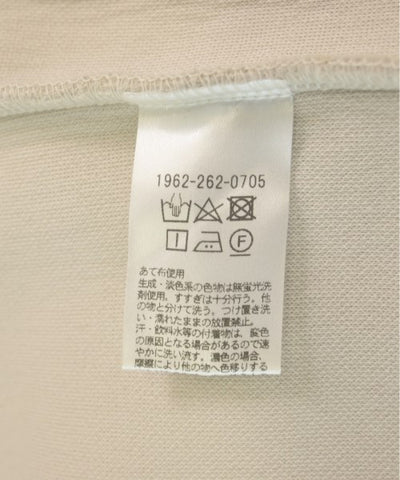 1962-262-0705
F
あて布使用
生成・淡色系の色物は無蛍光洗
剤使用。すすぎは十分行う。他
の物と分けて洗う。つけ置き洗
い・濡れたままの放置禁止。
汗・飲料水等の付着物は、変色
の原因となる場合があるので速
やかに洗い流す。濃色の場合、
摩擦により他の物へ色移りする